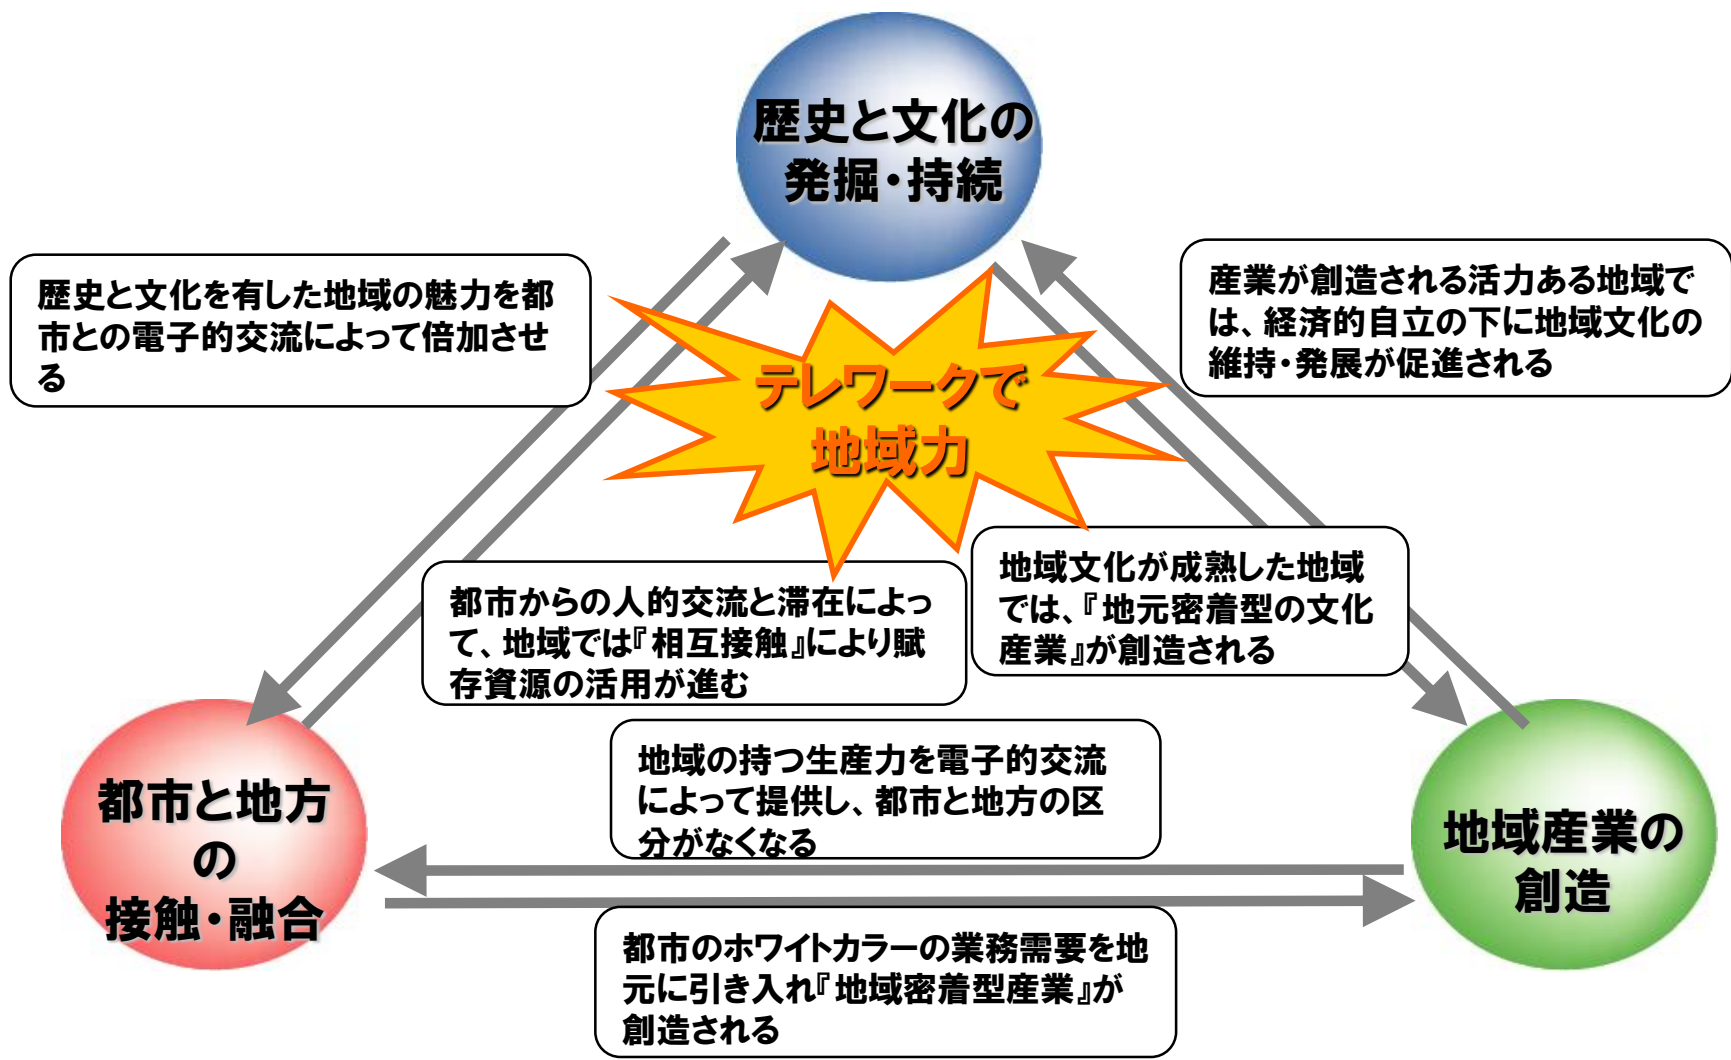 歴史と文化の
発掘・持続
歴史と文化を有した地域の魅力を都
市との電子的交流によって倍加させ
る
産業が創造される活力ある地域で
は、経済的自立の下に地域文化の
維持・発展が促進される
テレワークで
地域力
都市からの人的交流と滞在によっ
て、地域では『相互接触』により賦
存資源の活用が進む
地域文化が成熟した地域
では、『地元密着型の文化
産業』が創造される
都市と地方
の
接触・融合
地域の持つ生産力を電子的交流
によって提供し、都市と地方の区
分がなくなる
地域産業の
創造
都市のホワイトカラーの業務需要を地
元に引き入れ『地域密着型産業』が
創造される